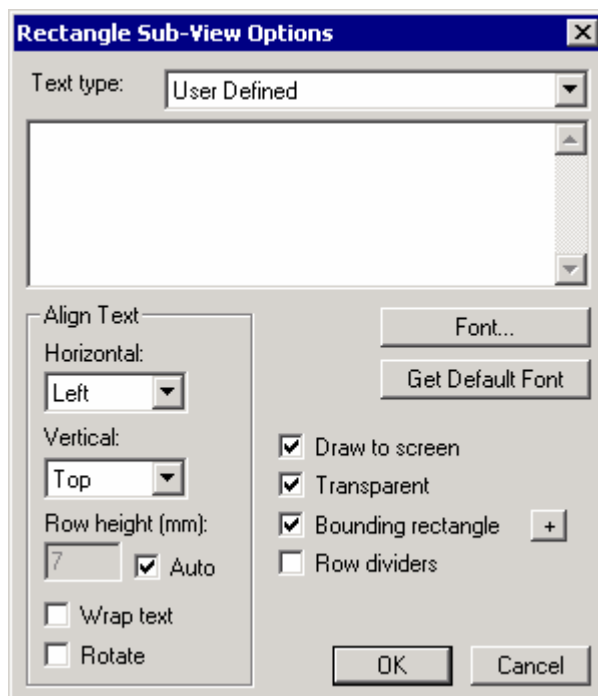 Rectangle Sub-View Options
Text type: User Defined
Align Text
Horizontal:
Left
Vertical:
Top
Row height (mm):
7 Auto
Wrap text
Rotate
Font...
Get Default Font
Draw to screen
Transparent
Bounding rectangle +
Row dividers
OK Cancel